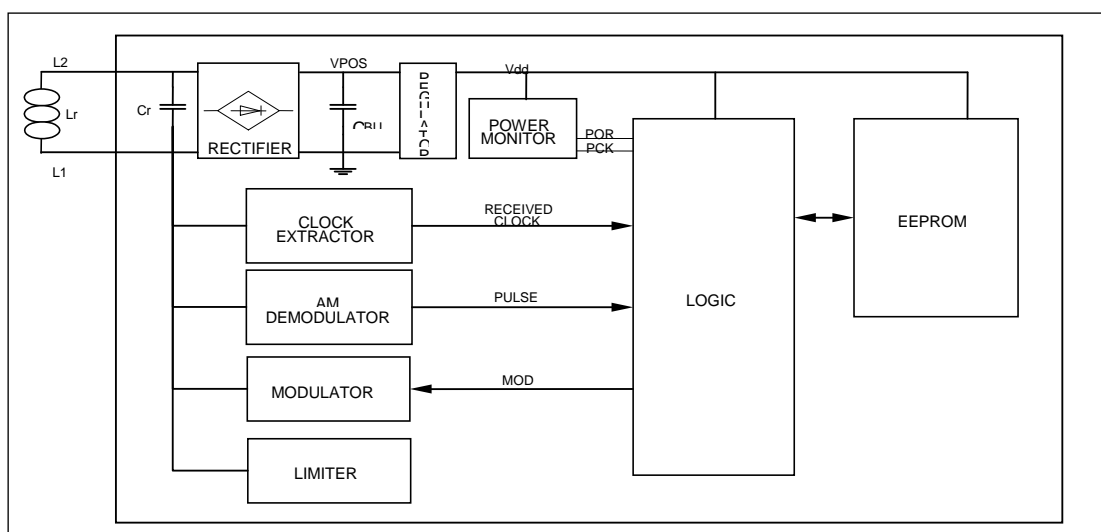 L2
VPOS
Vdd
Lr
Cr
POWER
MONITOR
POR
PCK
RECTIFIER
L1
CLOCK
EXTRACTOR
RECEIVED
CLOCK
EEPROM
LOGIC
AM
DEMODULATOR
PULSE
MODULATOR
MOD
LIMITER